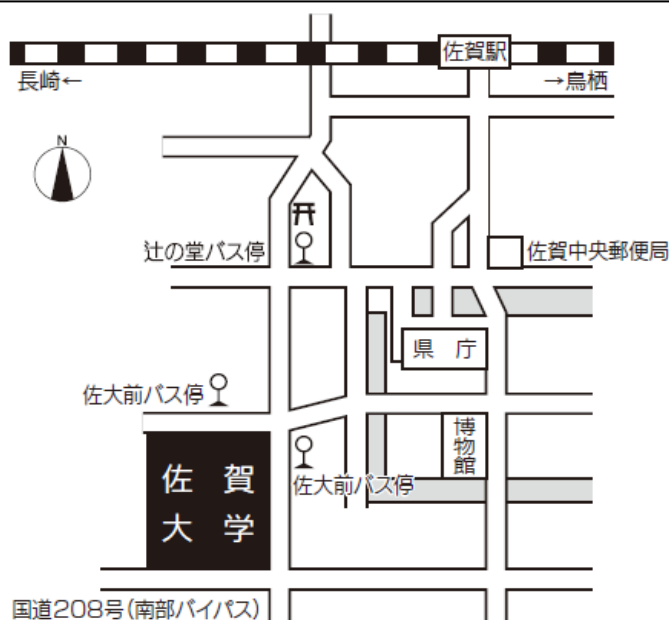 佐賀駅
長崎←
→鳥栖
N
辻の堂バス停
佐賀中央郵便局
県 庁
佐大前バス停
博物館
佐 賀
大 学
佐大前バス停
国道208号(南部バイパス)